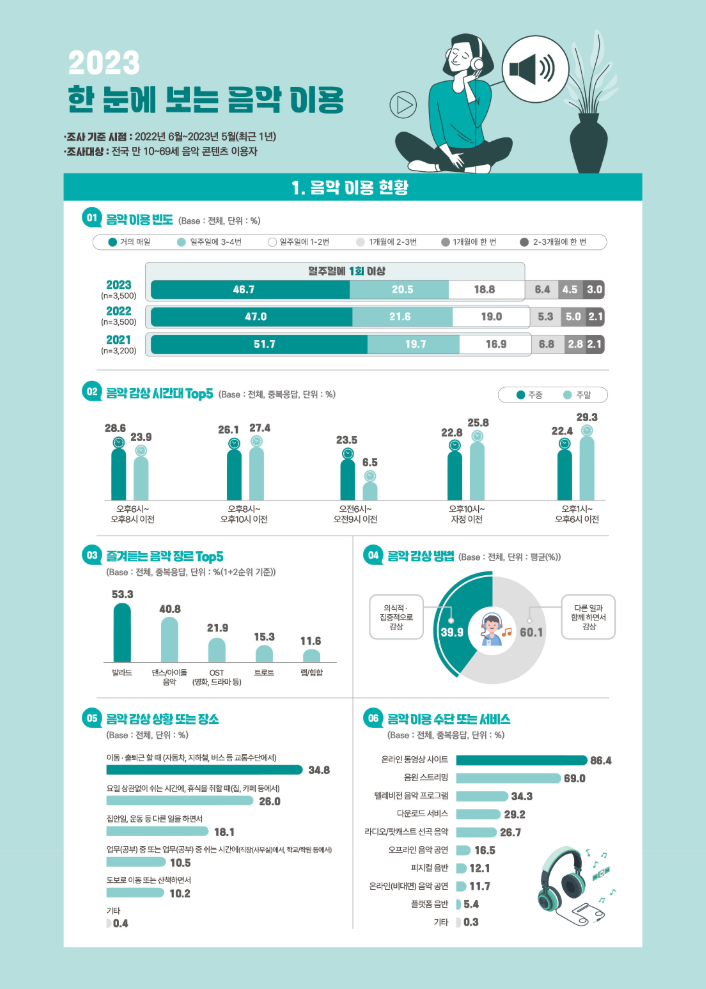 2023
한 눈에 보는 음악 이용
·조사 기준 시점 : 2022년 6월~2023년 5월(최근 1년)
·조사대상 : 전국 만 10~69세 음악 콘텐츠 이용자
1. 음악 이용 현황
01 음악 이용 빈도 (Base : 전체, 단위 : %)
거의 매일 일주일에 3-4번 일주일에 1-2번 1개월에 2-3번 1개월에 한 번 2-3개월에 한 번
일주일에 1회 이상
2023 46.7 20.5 18.8 6.4 4.5 3.0
(n=3,500)
2022 47.0 21.6 19.0 5.3 5.0 2.1
(n=3,500)
2021 51.7 19.7 16.9 6.8 2.8 2.1
(n=3,200)
02 음악 감상 시간대 Top5 (Base : 전체, 중복응답, 단위 : %)
주중 주말
28.6 23.9 26.1 27.4 23.5 6.5 22.8 25.8 22.4 29.3
오후6시~ 오후8시~ 오전6시~ 오후10시~ 오후1시~
오후8시 이전 오후10시 이전 오전9시 이전 자정 이전 오후6시 이전
03 즐겨듣는 음악 장르 Top5
(Base : 전체, 중복응답, 단위 : %(1+2순위 기준))
53.3 40.8 21.9 15.3 11.6
발라드 댄스/아이돌 OST 트로트 랩/힙합
음악 (영화, 드라마 등)
04 음악 감상 방법 (Base : 전체, 단위 : 평균(%))
의식적·
집중적으로
감상
39.9
60.1
다른 일과
함께 하면서
감상
05 음악 감상 상황 또는 장소
(Base : 전체, 단위 : %)
이동·출퇴근 할 때 (자동차, 지하철, 버스 등 교통수단에서)
34.8
요일 상관없이 쉬는 시간에, 휴식을 취할 때(집, 카페 등에서)
26.0
집안일, 운동 등 다른 일을 하면서
18.1
업무(공부) 중 또는 업무(공부) 중 쉬는 시간에(직장(사무실)에서, 학교/학원 등에서)
10.5
도보로 이동 또는 산책하면서
10.2
기타
0.4
06 음악 이용 수단 또는 서비스
(Base : 전체, 중복응답, 단위 : %)
온라인 동영상 사이트 86.4
음원 스트리밍 69.0
텔레비전 음악 프로그램 34.3
다운로드 서비스 29.2
라디오/팟캐스트 선곡 음악 26.7
오프라인 음악 공연 16.5
피지컬 음반 12.1
온라인(비대면) 음악 공연 11.7
플랫폼 음반 5.4
기타 0.3